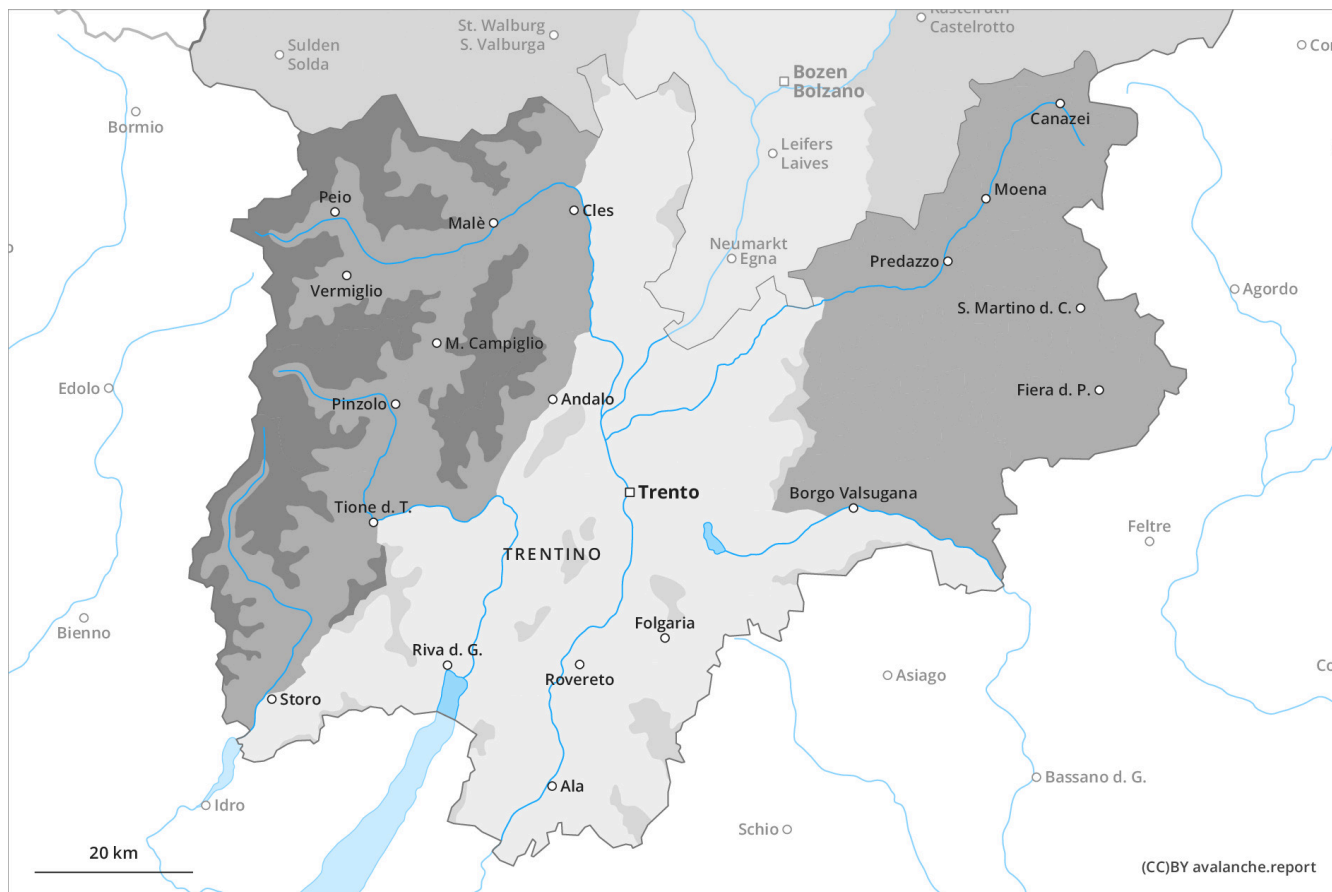 St. Walburg
S. Valburga
Castelrotto
Sulden
Solda
Bozen
Bolzano
Bormio
Canazei
Leifers
Laives
Peio
Malè
Cles
Moena
Neumarkt
Egna
Predazzo
Vermiglio
Agordo
S. Martino d. C.
M. Campiglio
Edolo
Fiera d. P.
Pinzolo
Andalo
Trento
Borgo Valsugana
Tione d. T.
Feltre
TRENTINO
Bienno
Folgaria
Riva d. G.
Rovereto
Asiago
Storo
Bassano d. G.
Ala
Idro
Schio
20 km
(CC)BY avalanche.report